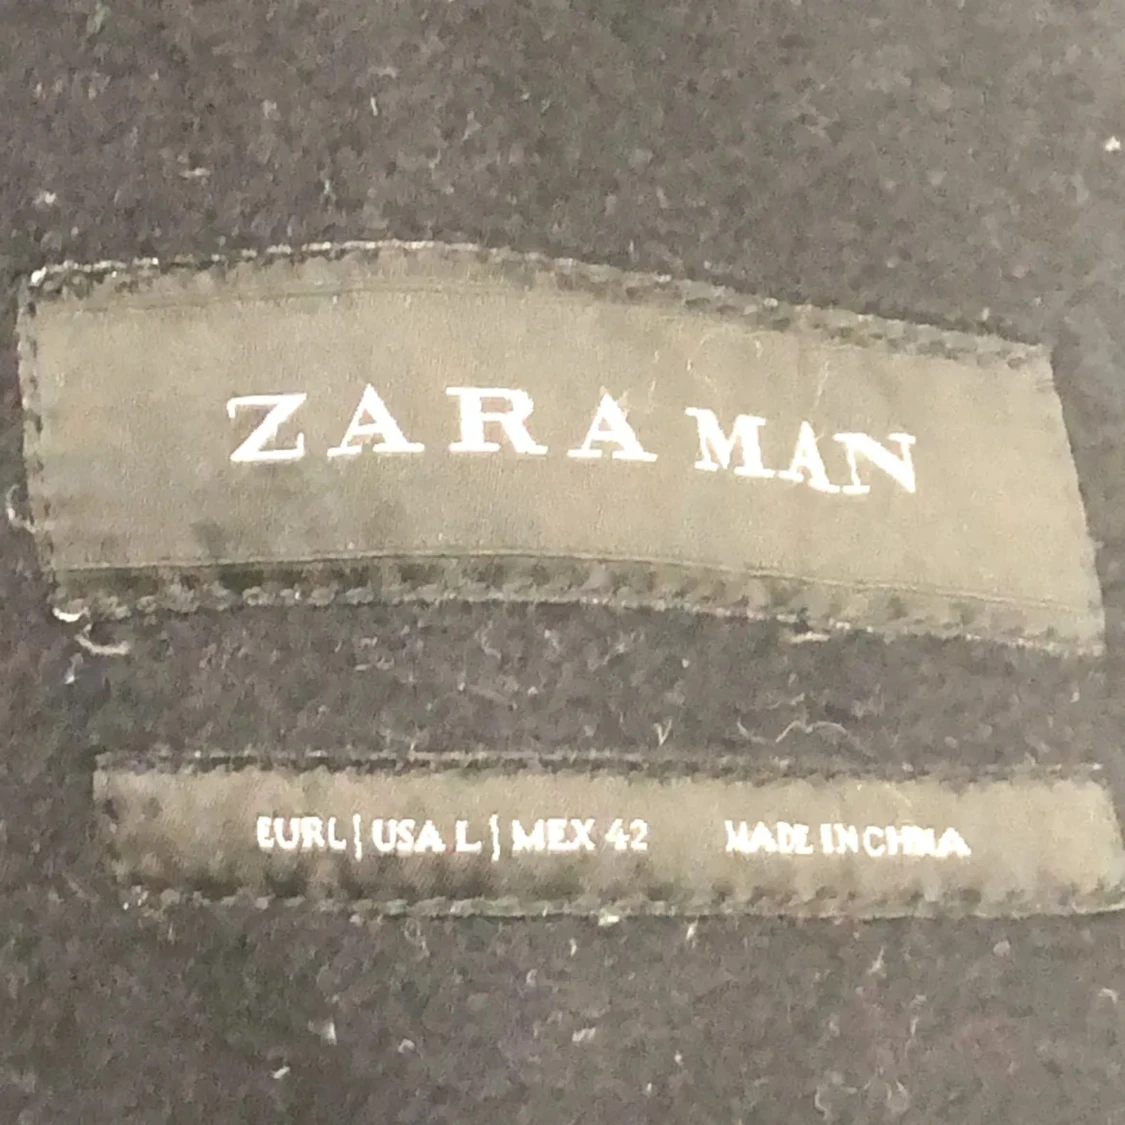 ZARA MAN
EUR L | USA L | MEX 42 MADE IN CHINA